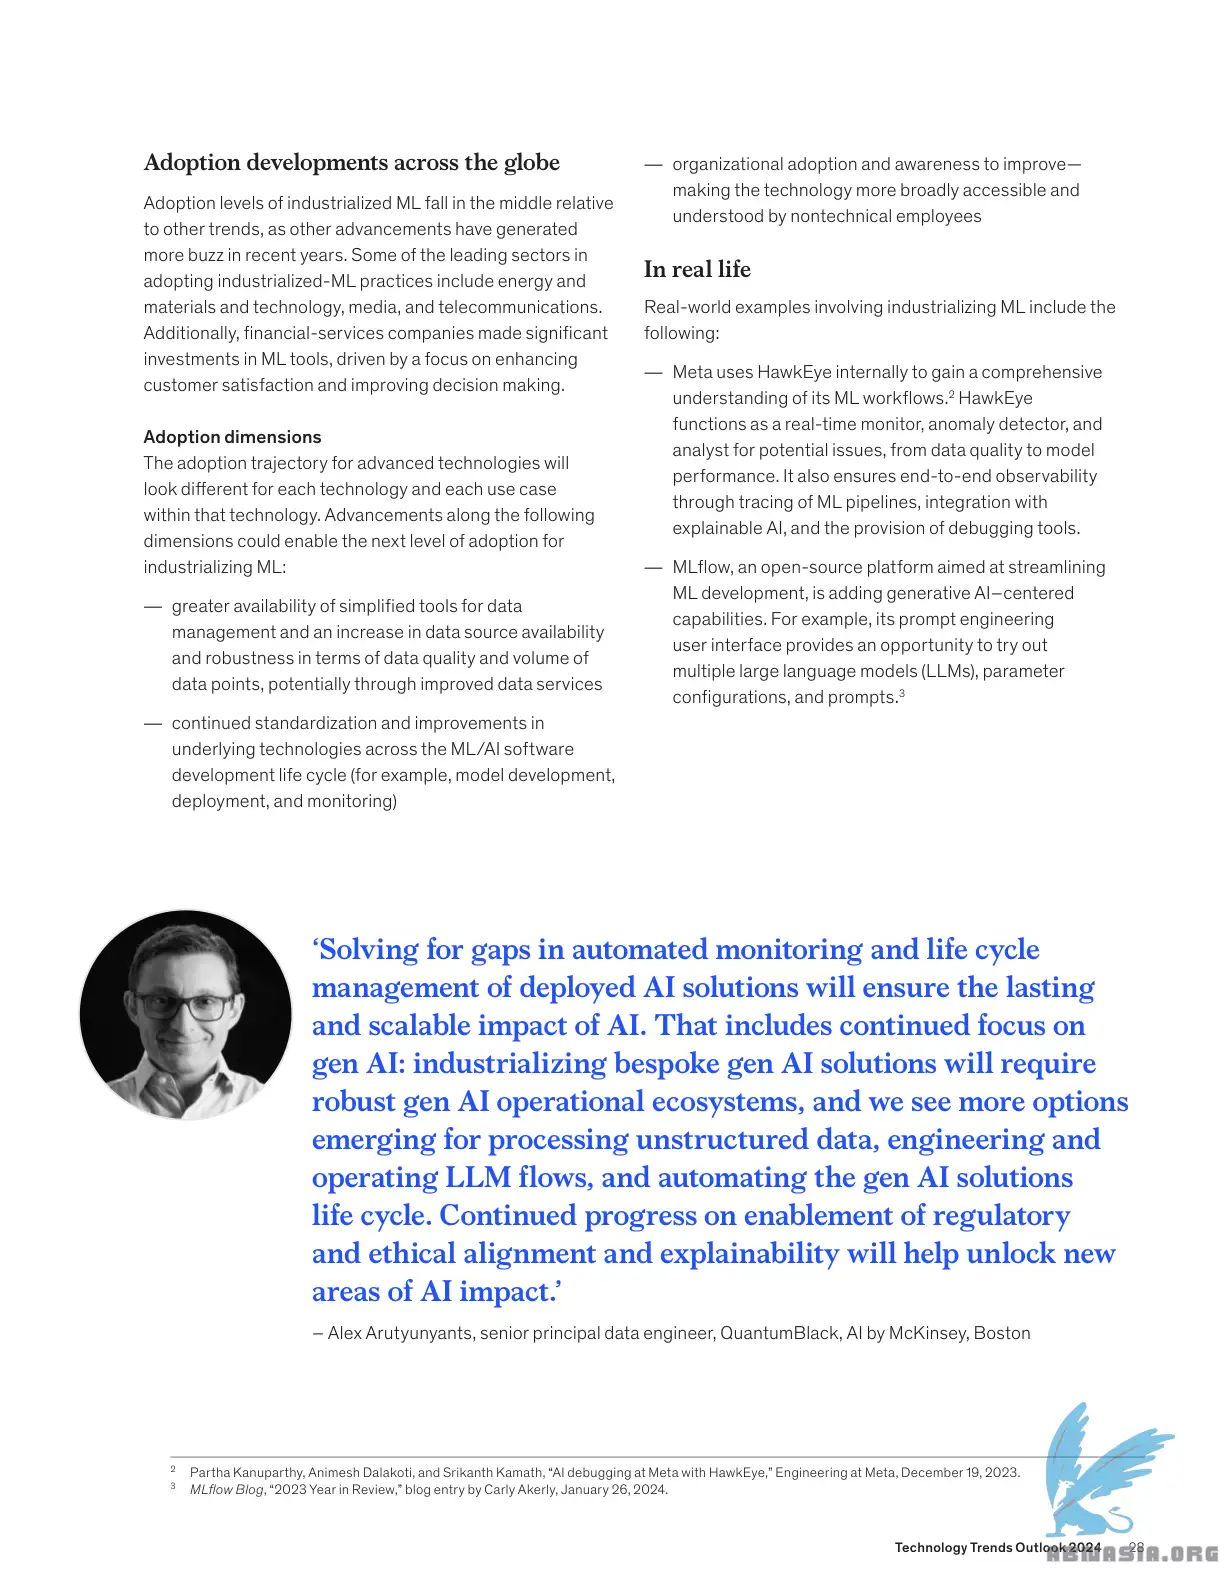 Adoption developments across the globe
Adoption levels of industrialized ML fall in the middle relative
to other trends, as other advancements have generated
more buzz in recent years. Some of the leading sectors in
adopting industrialized-ML practices include energy and
materials and technology, media, and telecommunications.
Additionally, financial-services companies made significant
investments in ML tools, driven by a focus on enhancing
customer satisfaction and improving decision making.
Adoption dimensions
The adoption trajectory for advanced technologies will
look different for each technology and each use case
within that technology. Advancements along the following
dimensions could enable the next level of adoption for
industrializing ML:
— greater availability of simplified tools for data
management and an increase in data source availability
and robustness in terms of data quality and volume of
data points, potentially through improved data services
— continued standardization and improvements in
underlying technologies across the ML/AI software
development life cycle (for example, model development,
deployment, and monitoring)
— organizational adoption and awareness to improve—
making the technology more broadly accessible and
understood by nontechnical employees
In real life
Real-world examples involving industrializing ML include the
following:
— Meta uses HawkEye internally to gain a comprehensive
understanding of its ML workflows.² HawkEye
functions as a real-time monitor, anomaly detector, and
analyst for potential issues, from data quality to model
performance. It also ensures end-to-end observability
through tracing of ML pipelines, integration with
explainable AI, and the provision of debugging tools.
— MLflow, an open-source platform aimed at streamlining
ML development, is adding generative AI–centered
capabilities. For example, its prompt engineering
user interface provides an opportunity to try out
multiple large language models (LLMs), parameter
configurations, and prompts.³
‘Solving for gaps in automated monitoring and life cycle
management of deployed AI solutions will ensure the lasting
and scalable impact of AI. That includes continued focus on
gen AI: industrializing bespoke gen AI solutions will require
robust gen AI operational ecosystems, and we see more options
emerging for processing unstructured data, engineering and
operating LLM flows, and automating the gen AI solutions
life cycle. Continued progress on enablement of regulatory
and ethical alignment and explainability will help unlock new
areas of AI impact.’
– Alex Arutyunyants, senior principal data engineer, QuantumBlack, AI by McKinsey, Boston
² Partha Kanuparthy, Animesh Dalakoti, and Srikanth Kamath, “AI debugging at Meta with HawkEye,” Engineering at Meta, December 19, 2023.
³ MLflow Blog, “2023 Year in Review,” blog entry by Carly Akerly, January 26, 2024.
Technology Trends Outlook 2024 28
ABNASIA.ORG